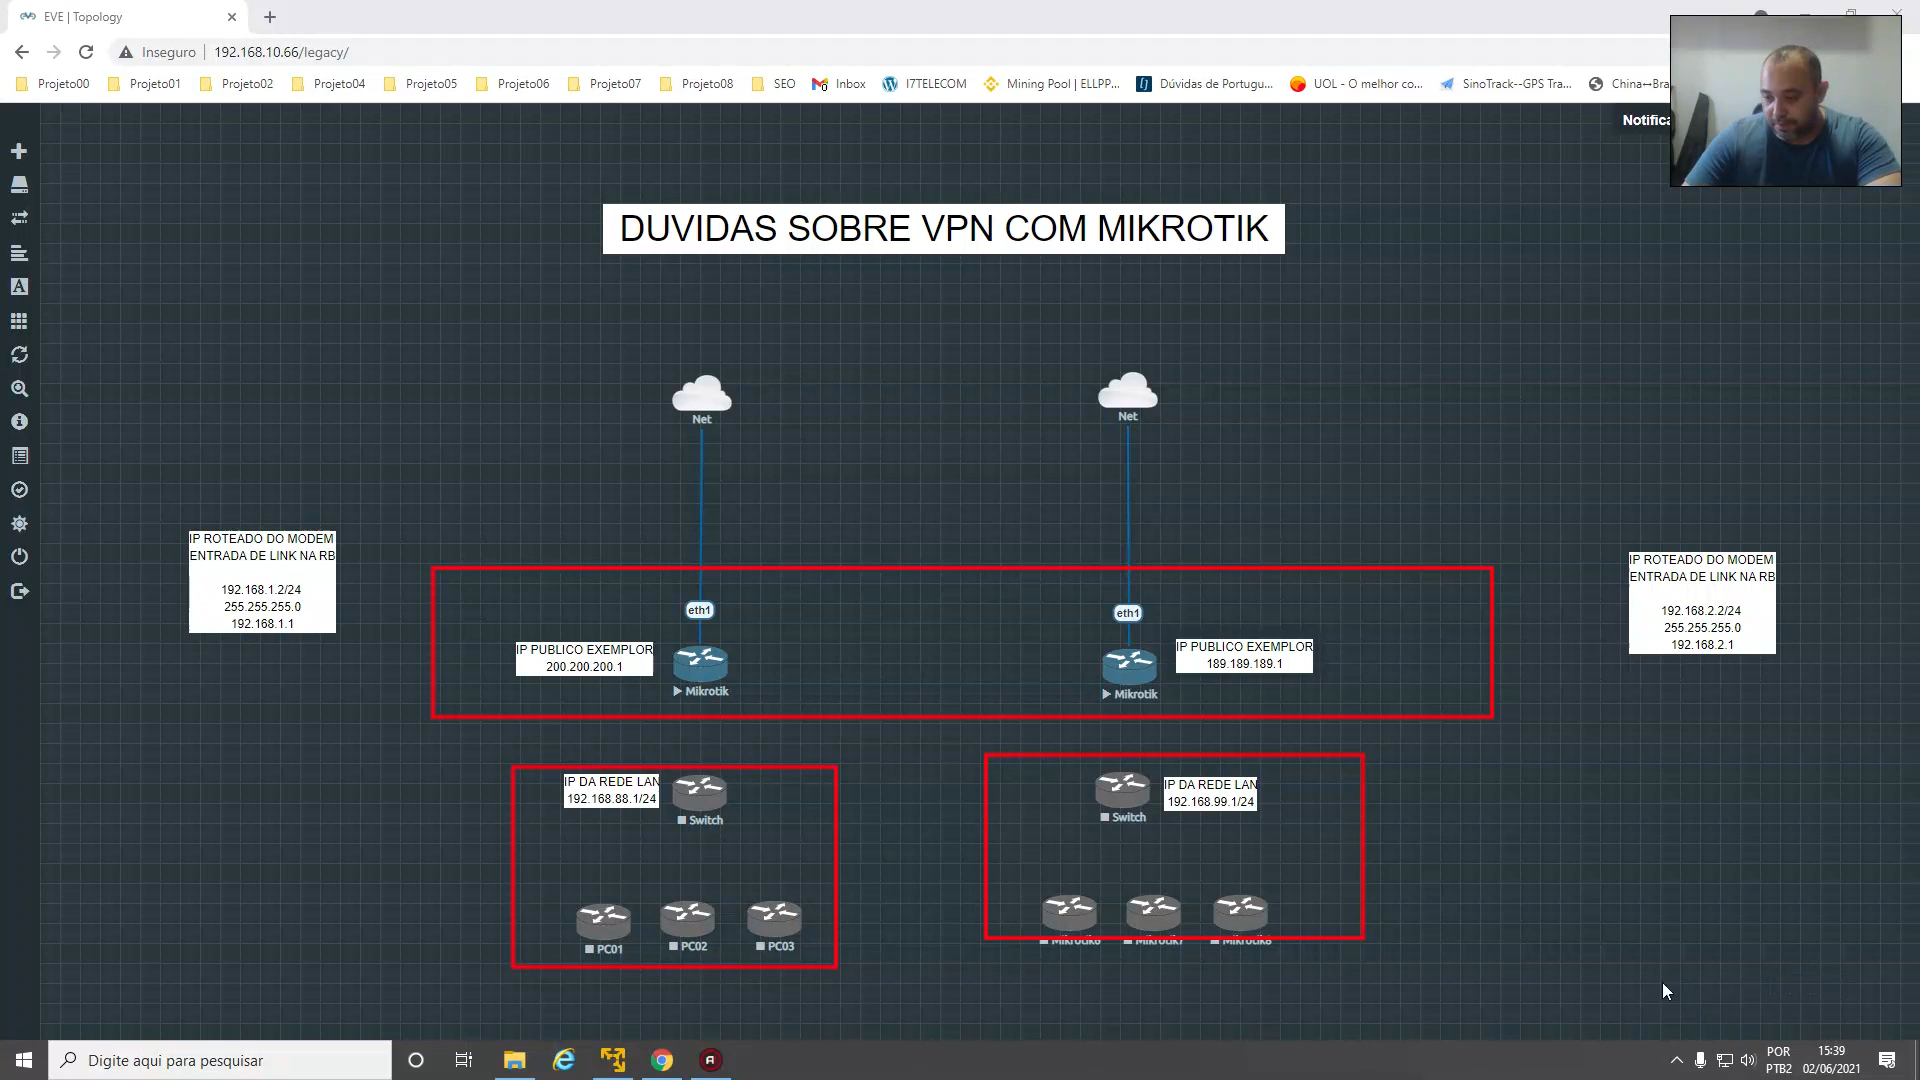 EVE | Topology
Inseguro
192.168.10.66/legacy/
Projeto00
Projeto01
Projeto02
Projeto04
Projeto05
Projeto06
Projeto07
Projeto08
SEO
Inbox
I7TELECOM
Mining Pool | ELLPP...
Dúvidas de Portugu...
UOL - O melhor co...
SinoTrack--GPS Tra...
China↔Bra
Notifica
DUVIDAS SOBRE VPN COM MIKROTIK
Net
Net
IP ROTEADO DO MODEM
ENTRADA DE LINK NA RB
192.168.1.2/24
255.255.255.0
192.168.1.1
IP ROTEADO DO MODEM
ENTRADA DE LINK NA RB
192.168.2.2/24
255.255.255.0
192.168.2.1
eth1
eth1
IP PUBLICO EXEMPLOR
200.200.200.1
Mikrotik
IP PUBLICO EXEMPLOR
189.189.189.1
Mikrotik
IP DA REDE LAN
192.168.88.1/24
Switch
IP DA REDE LAN
192.168.99.1/24
Switch
PC01
PC02
PC03
Mikrotik6
Mikrotik7
Mikrotik8
Digite aqui para pesquisar
POR
PTB2
15:39
02/06/2021